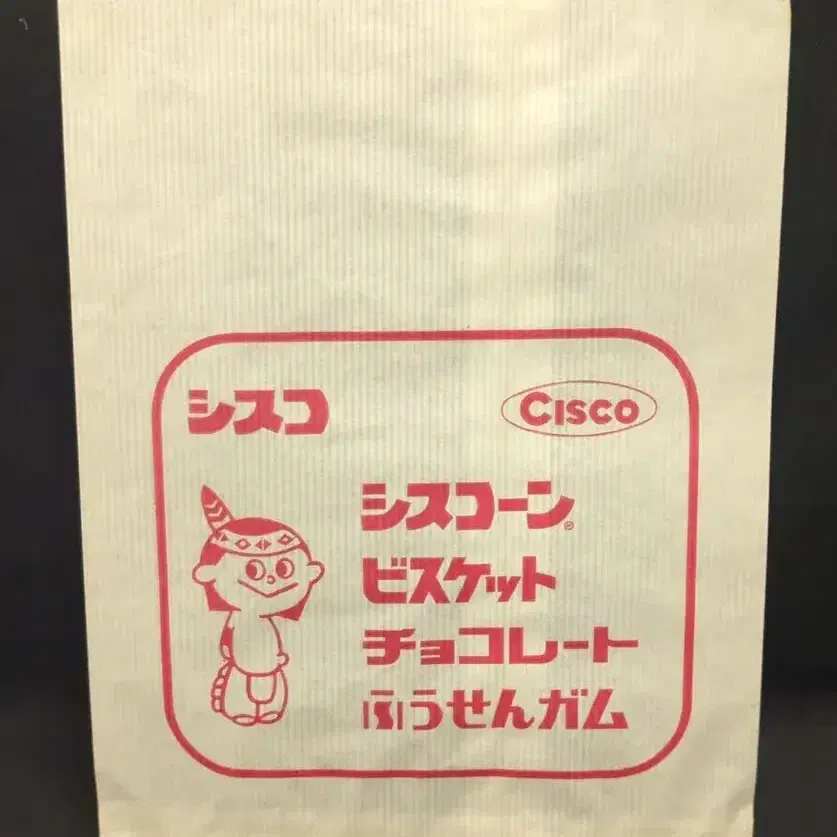 シスコ
CISCO
シスコーン®
ビスケット
チョコレート
ふうせんガム